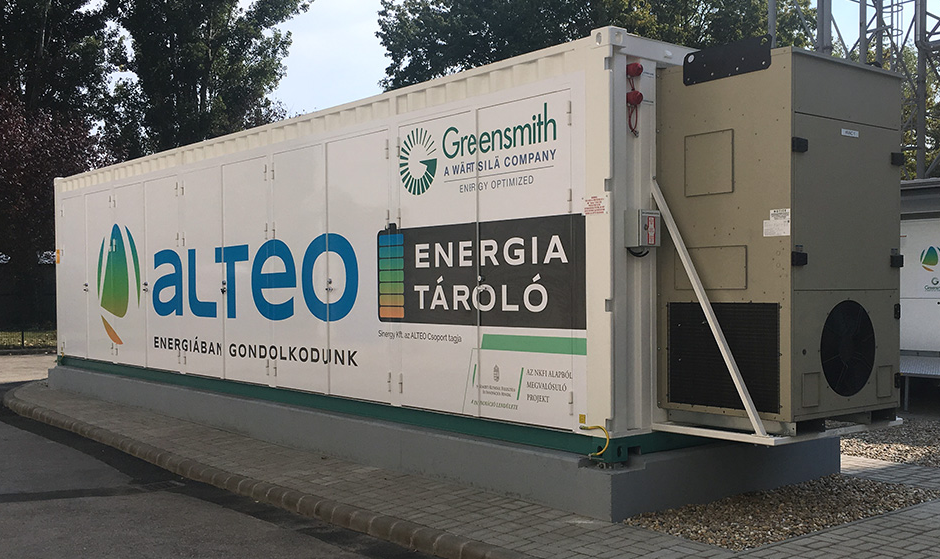 Greensmith
A WÄRTSILÄ COMPANY
ENERGY OPTIMIZED
ALTEO
ENERGIÁBAN GONDOLKODUNK
ENERGIA
TÁROLÓ
Sinergy Kft. az ALTEO Csoport tagja
AZ NKFI ALAPBÓL
MEGVALÓSULÓ
PROJEKT